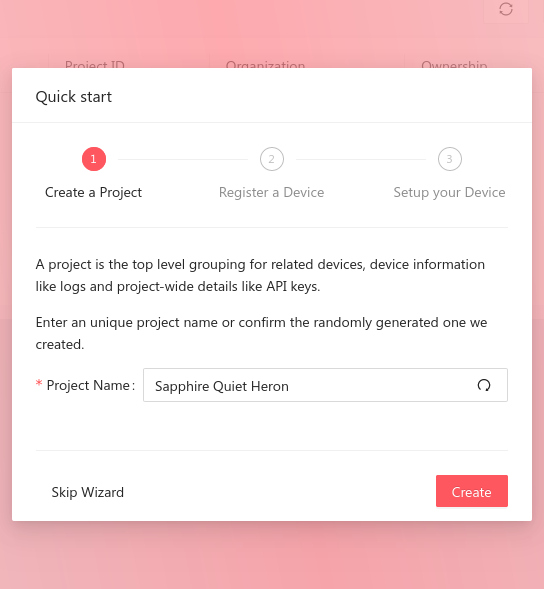 Project ID Organization Ownership
Quick start
1 2 3
Create a Project Register a Device Setup your Device
A project is the top level grouping for related devices, device information
like logs and project-wide details like API keys.
Enter an unique project name or confirm the randomly generated one we
created.
* Project Name: Sapphire Quiet Heron
Skip Wizard Create